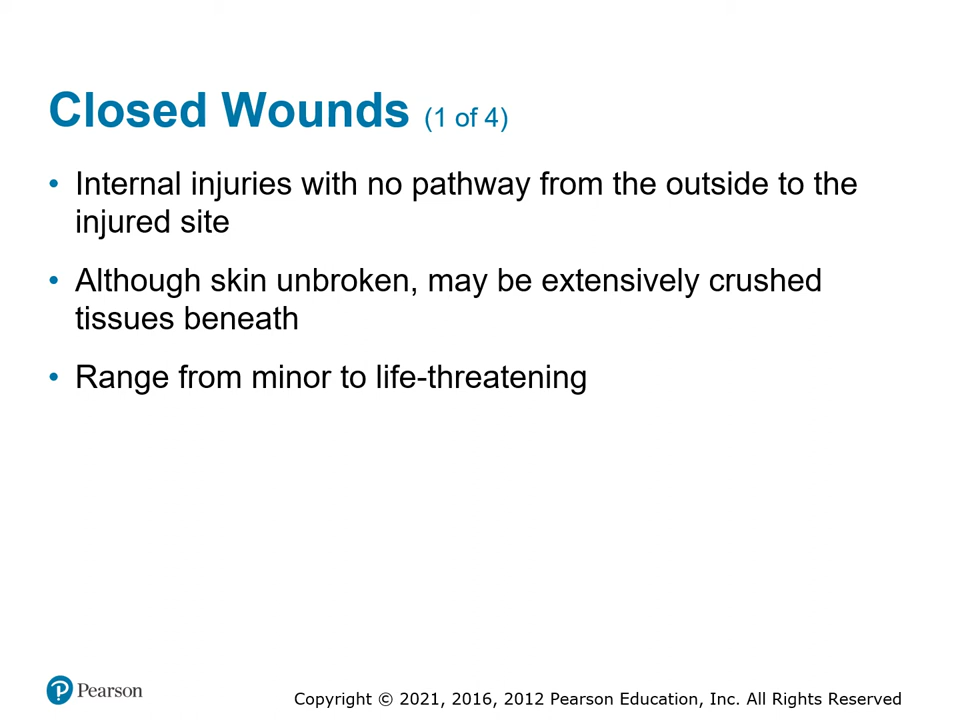 Closed Wounds (1 of 4)
• Internal injuries with no pathway from the outside to the
injured site
• Although skin unbroken, may be extensively crushed
tissues beneath
• Range from minor to life-threatening
Pearson
Copyright © 2021, 2016, 2012 Pearson Education, Inc. All Rights Reserved